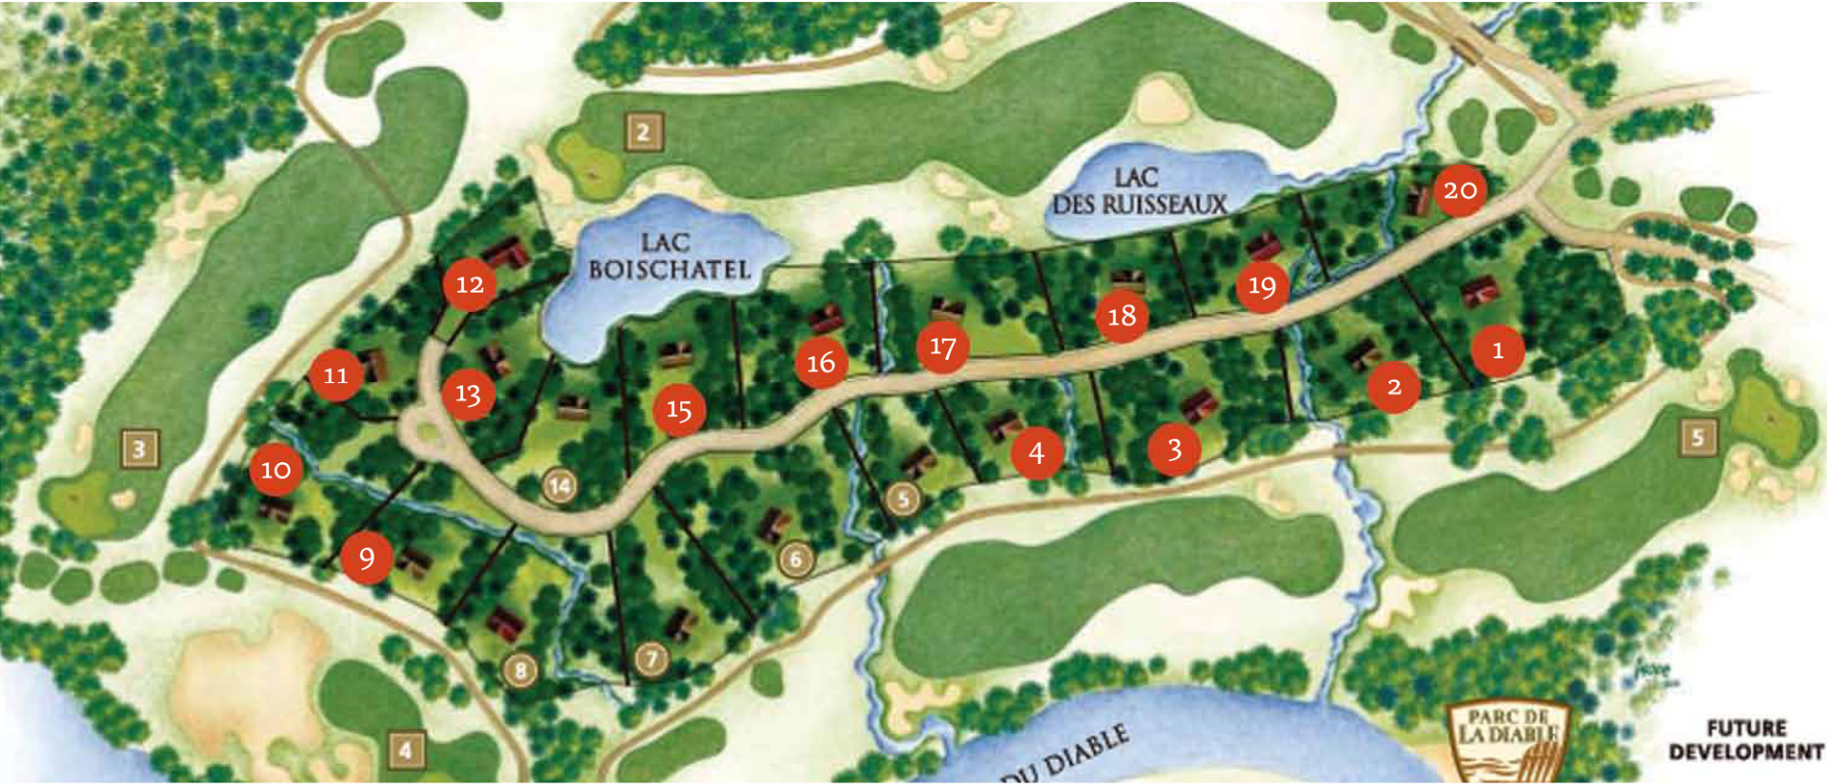 2
LAC
DES RUISSEAUX
20
LAC
BOISCHATEL
12
19
18
17
16
1
2
11
13
15
3
4
3
5
10
14
5
9
6
8
7
4
PARC DE
LA DIABLE
DU DIABLE
FUTURE
DEVELOPMENT